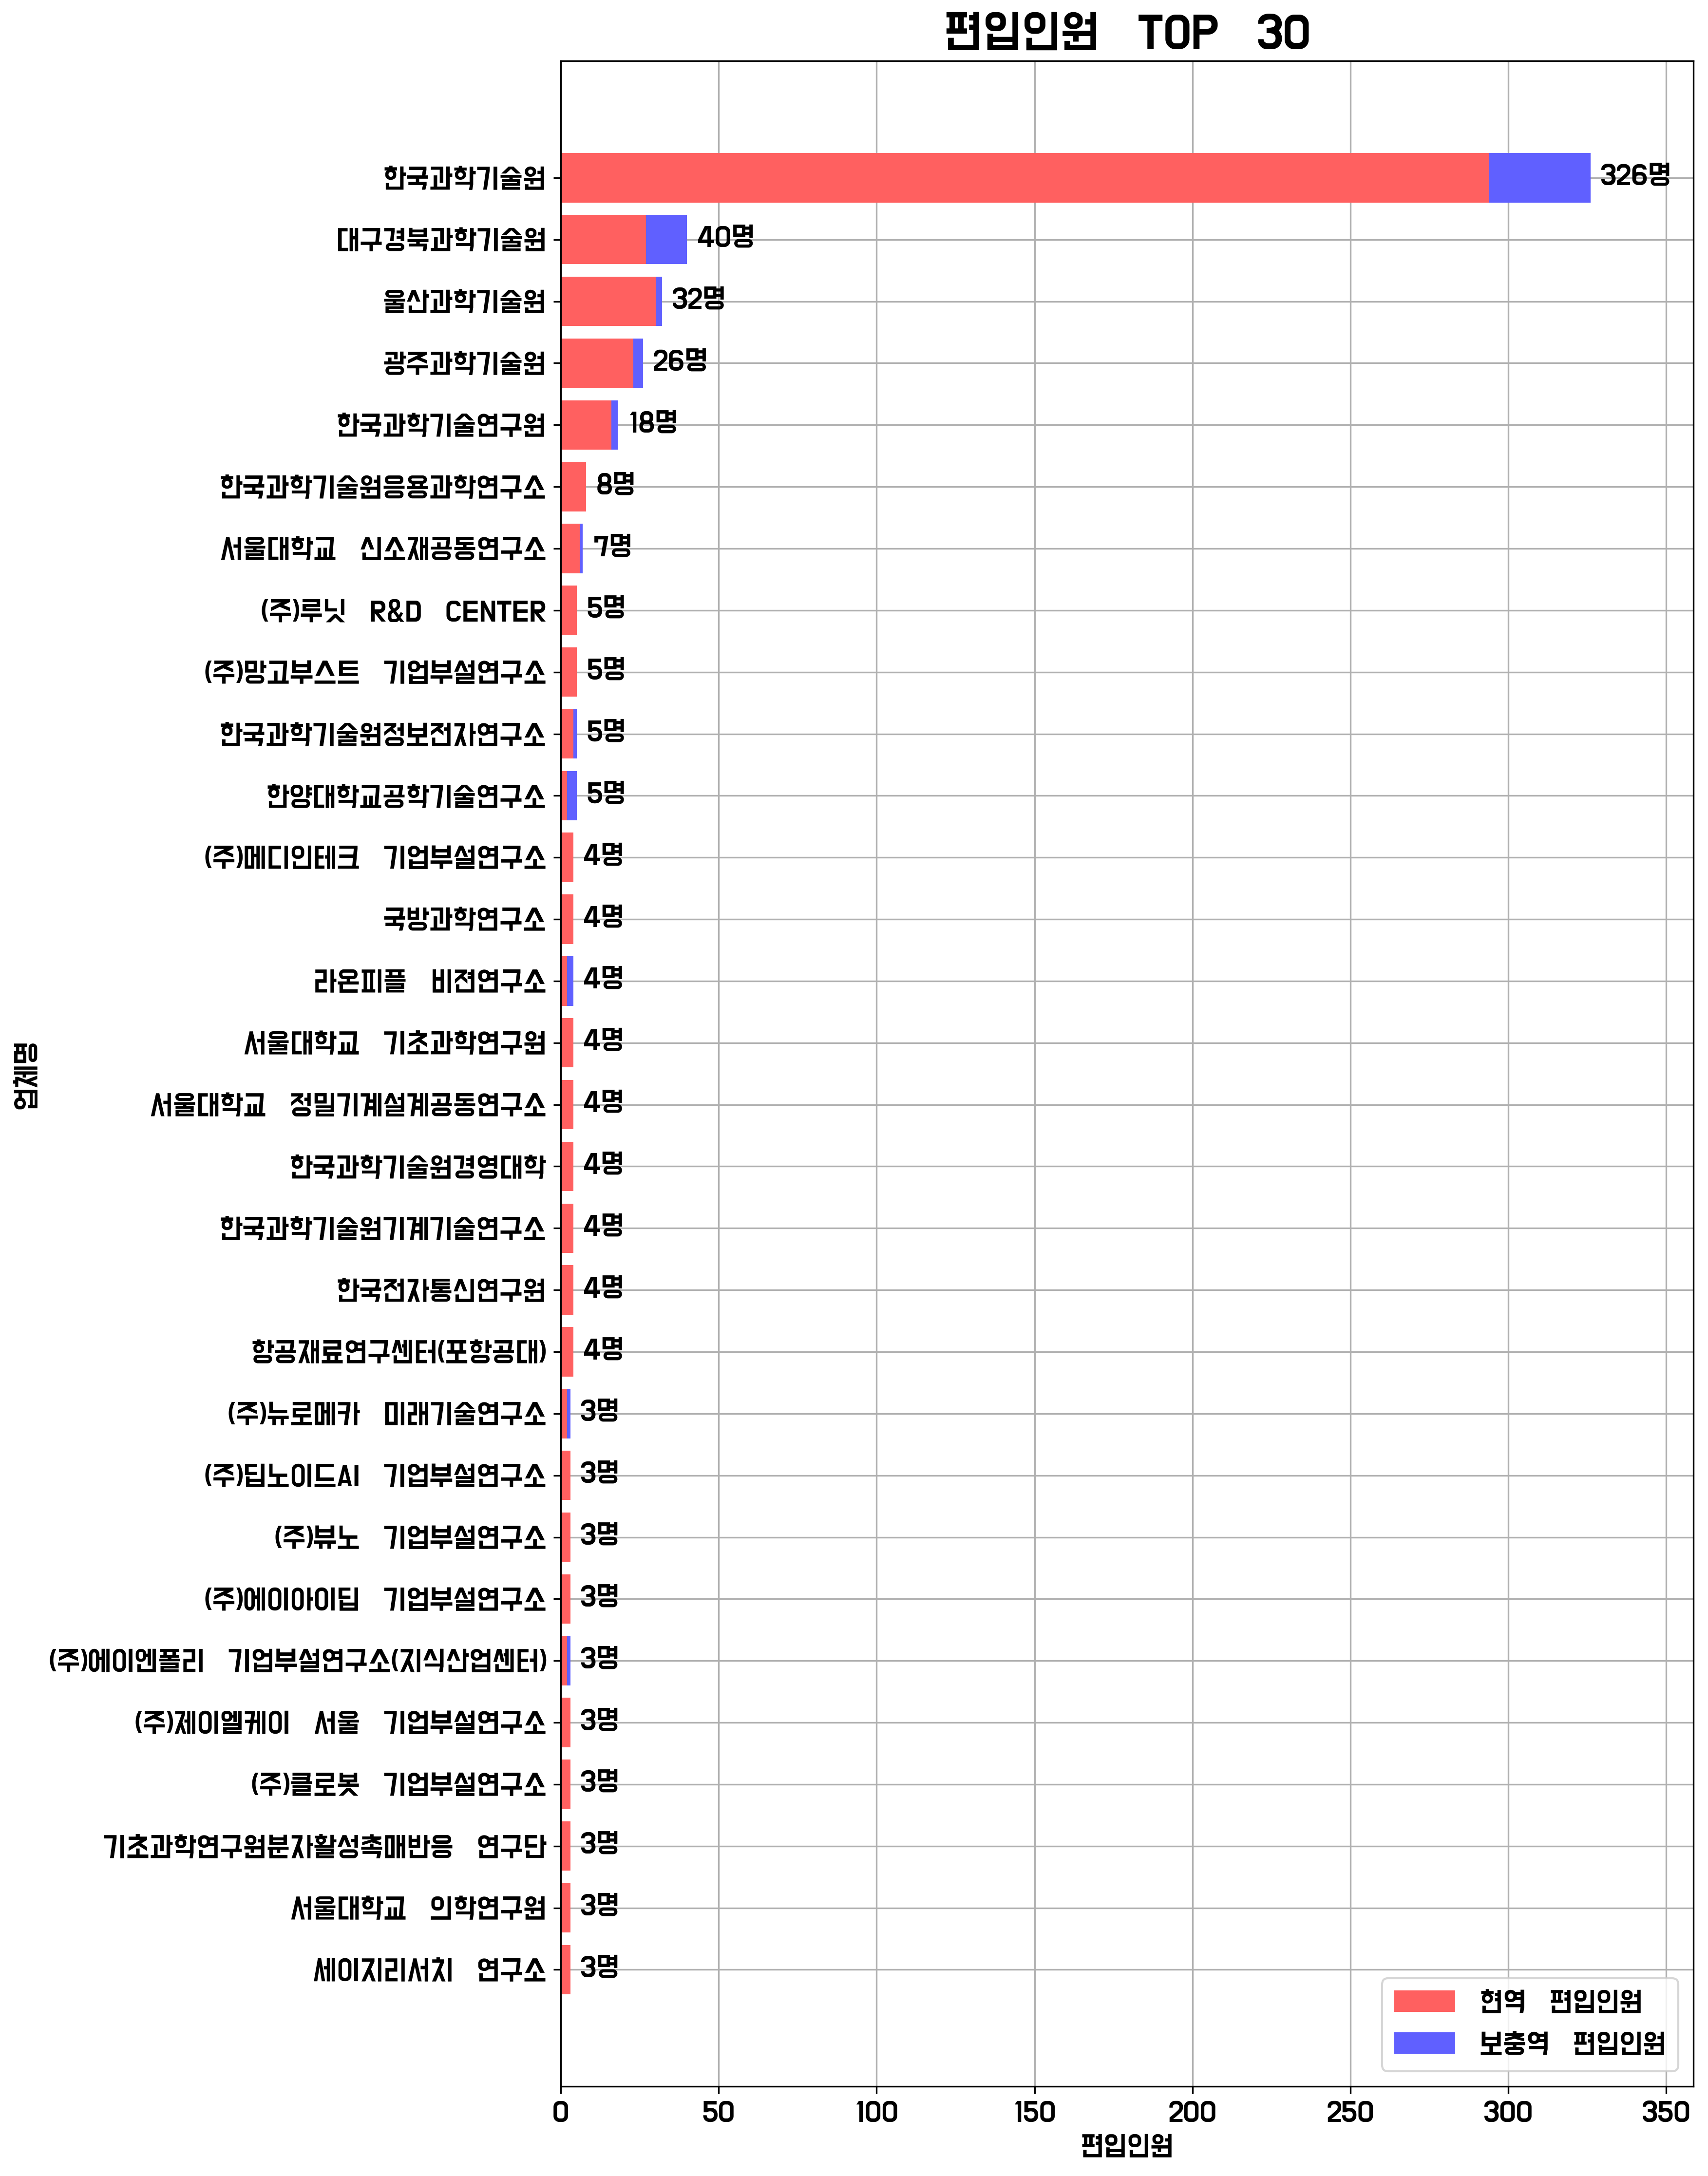 편입인원 TOP 30
한국과학기술원 326명
대구경북과학기술원 40명
울산과학기술원 32명
광주과학기술원 26명
한국과학기술연구원 18명
한국과학기술원응용과학연구소 8명
서울대학교 신소재공동연구소 7명
(주)루닛 R&D CENTER 5명
(주)망고부스트 기업부설연구소 5명
한국과학기술원정보전자연구소 5명
한양대학교공학기술연구소 5명
(주)메디인테크 기업부설연구소 4명
국방과학연구소 4명
라온피플 비젼연구소 4명
서울대학교 기초과학연구원 4명
서울대학교 정밀기계설계공동연구소 4명
한국과학기술원경영대학 4명
한국과학기술원기계기술연구소 4명
한국전자통신연구원 4명
항공재료연구센터(포항공대) 4명
(주)뉴로메카 미래기술연구소 3명
(주)딥노이드AI 기업부설연구소 3명
(주)뷰노 기업부설연구소 3명
(주)에이아이딥 기업부설연구소 3명
(주)에이엔폴리 기업부설연구소(지식산업센터) 3명
(주)제이엘케이 서울 기업부설연구소 3명
(주)클로봇 기업부설연구소 3명
기초과학연구원분자활성촉매반응 연구단 3명
서울대학교 의학연구원 3명
세이지리서치 연구소 3명
업체명
현역 편입인원
보충역 편입인원
0 50 100 150 200 250 300 350
편입인원